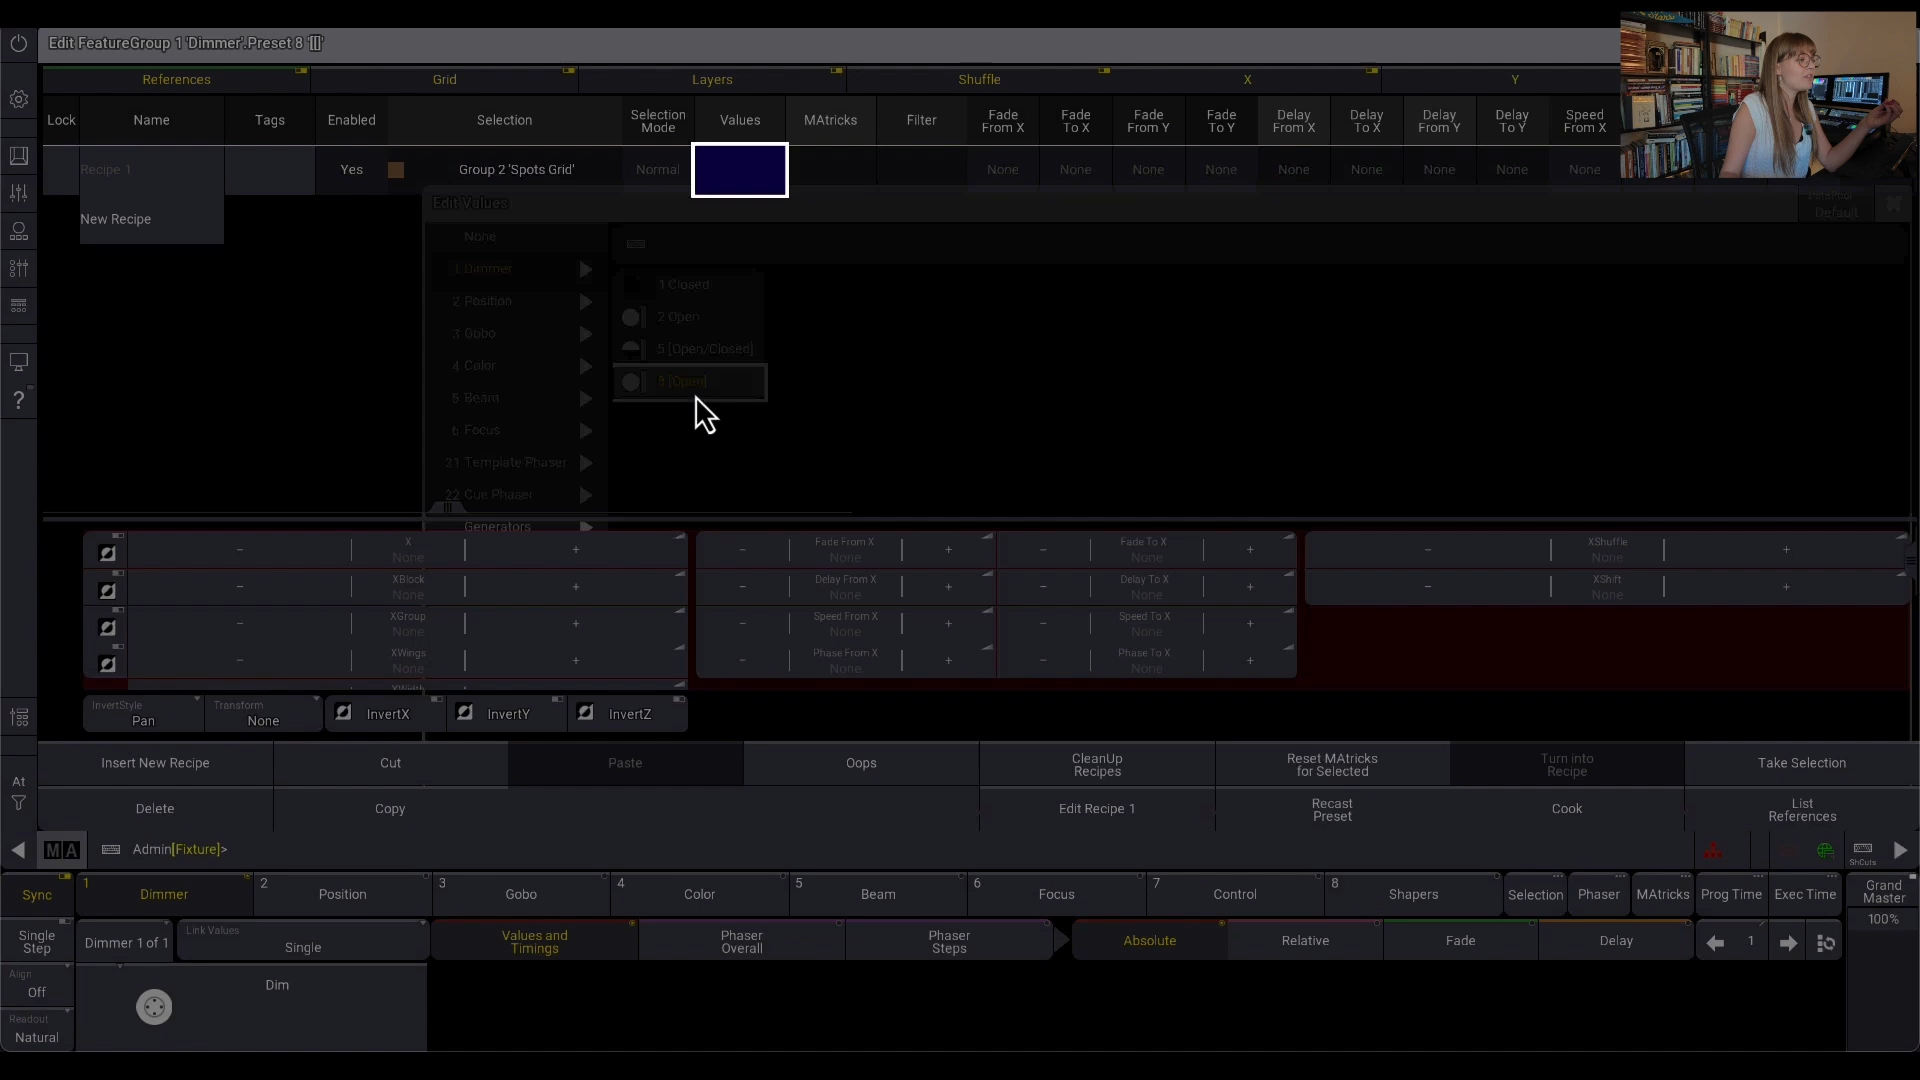 Edit FeatureGroup 1 'Dimmer'.Preset 8 '[]'
References Grid Layers Shuffle X Y
Lock Name Tags Enabled Selection Selection Mode Values MAtricks Filter Fade From X Fade To X Fade From Y Fade To Y Delay From X Delay To X Delay From Y Delay To Y Speed From X
Recipe 1 Yes Group 2 'Spots Grid' Normal None None None None None None None None None
New Recipe
Edit Values
DataPool
Default
None
1 Dimmer
2 Position
3 Gobo
4 Color
5 Beam
6 Focus
21 Template Phaser
22 Cue Phaser
Generators
1 Closed
2 Open
5 [Open/Closed]
8 [Open]
− X None +
− XBlock None +
− XGroup None +
− XWings None +
XWidth
− Fade From X None +
− Delay From X None +
− Speed From X None +
− Phase From X None +
− Fade To X None +
− Delay To X None +
− Speed To X None +
− Phase To X None +
− XShuffle None +
− XShift None +
InvertStyle
Pan
Transform
None
InvertX InvertY InvertZ
Insert New Recipe Cut Paste Oops CleanUp Recipes Reset MAtricks for Selected Turn into Recipe Take Selection
Delete Copy Edit Recipe 1 Recast Preset Cook List References
At
MA Admin[Fixture]> ShCuts
Sync 1 Dimmer 2 Position 3 Gobo 4 Color 5 Beam 6 Focus 7 Control 8 Shapers Selection Phaser MAtricks Prog Time Exec Time Grand Master
100%
Single Step Dimmer 1 of 1 Link Values Single Values and Timings Phaser Overall Phaser Steps Absolute Relative Fade Delay 1
Align
Off
Dim
Readout
Natural